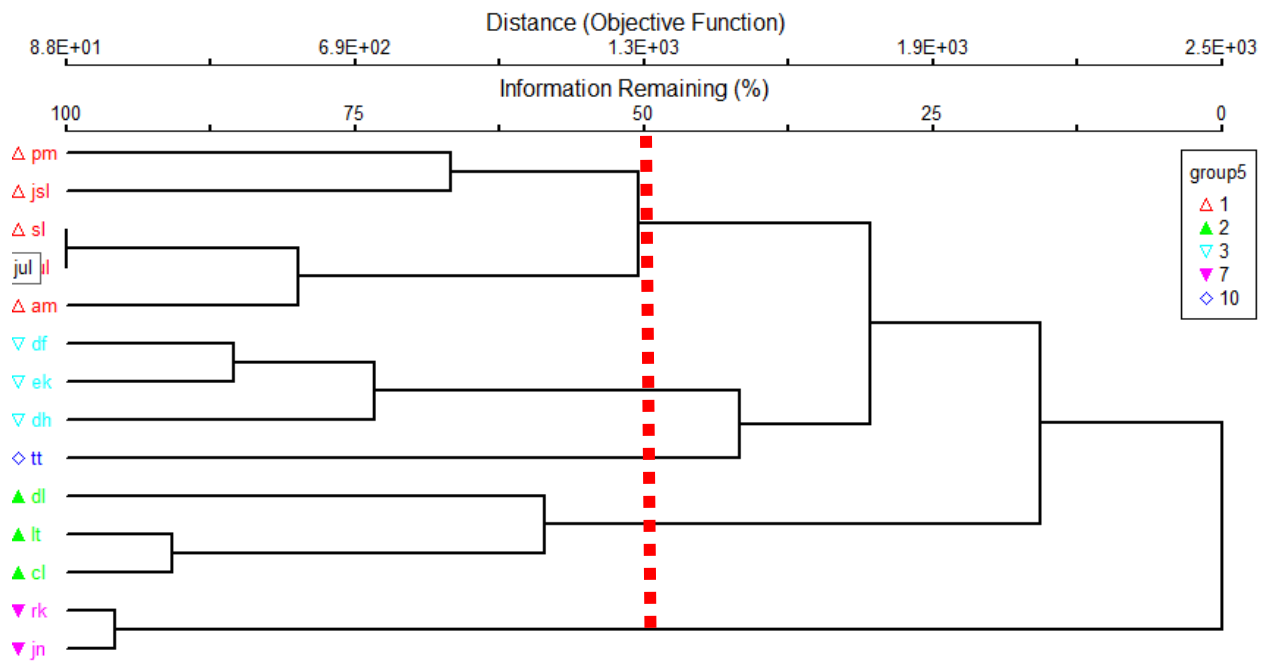 Distance (Objective Function)
8.8E+01 6.9E+02 1.3E+03 1.9E+03 2.5E+03
Information Remaining (%)
100 75 50 25 0
pm
jsl
sl
jul
am
df
ek
dh
tt
dl
lt
cl
rk
jn
group5
1
2
3
7
10